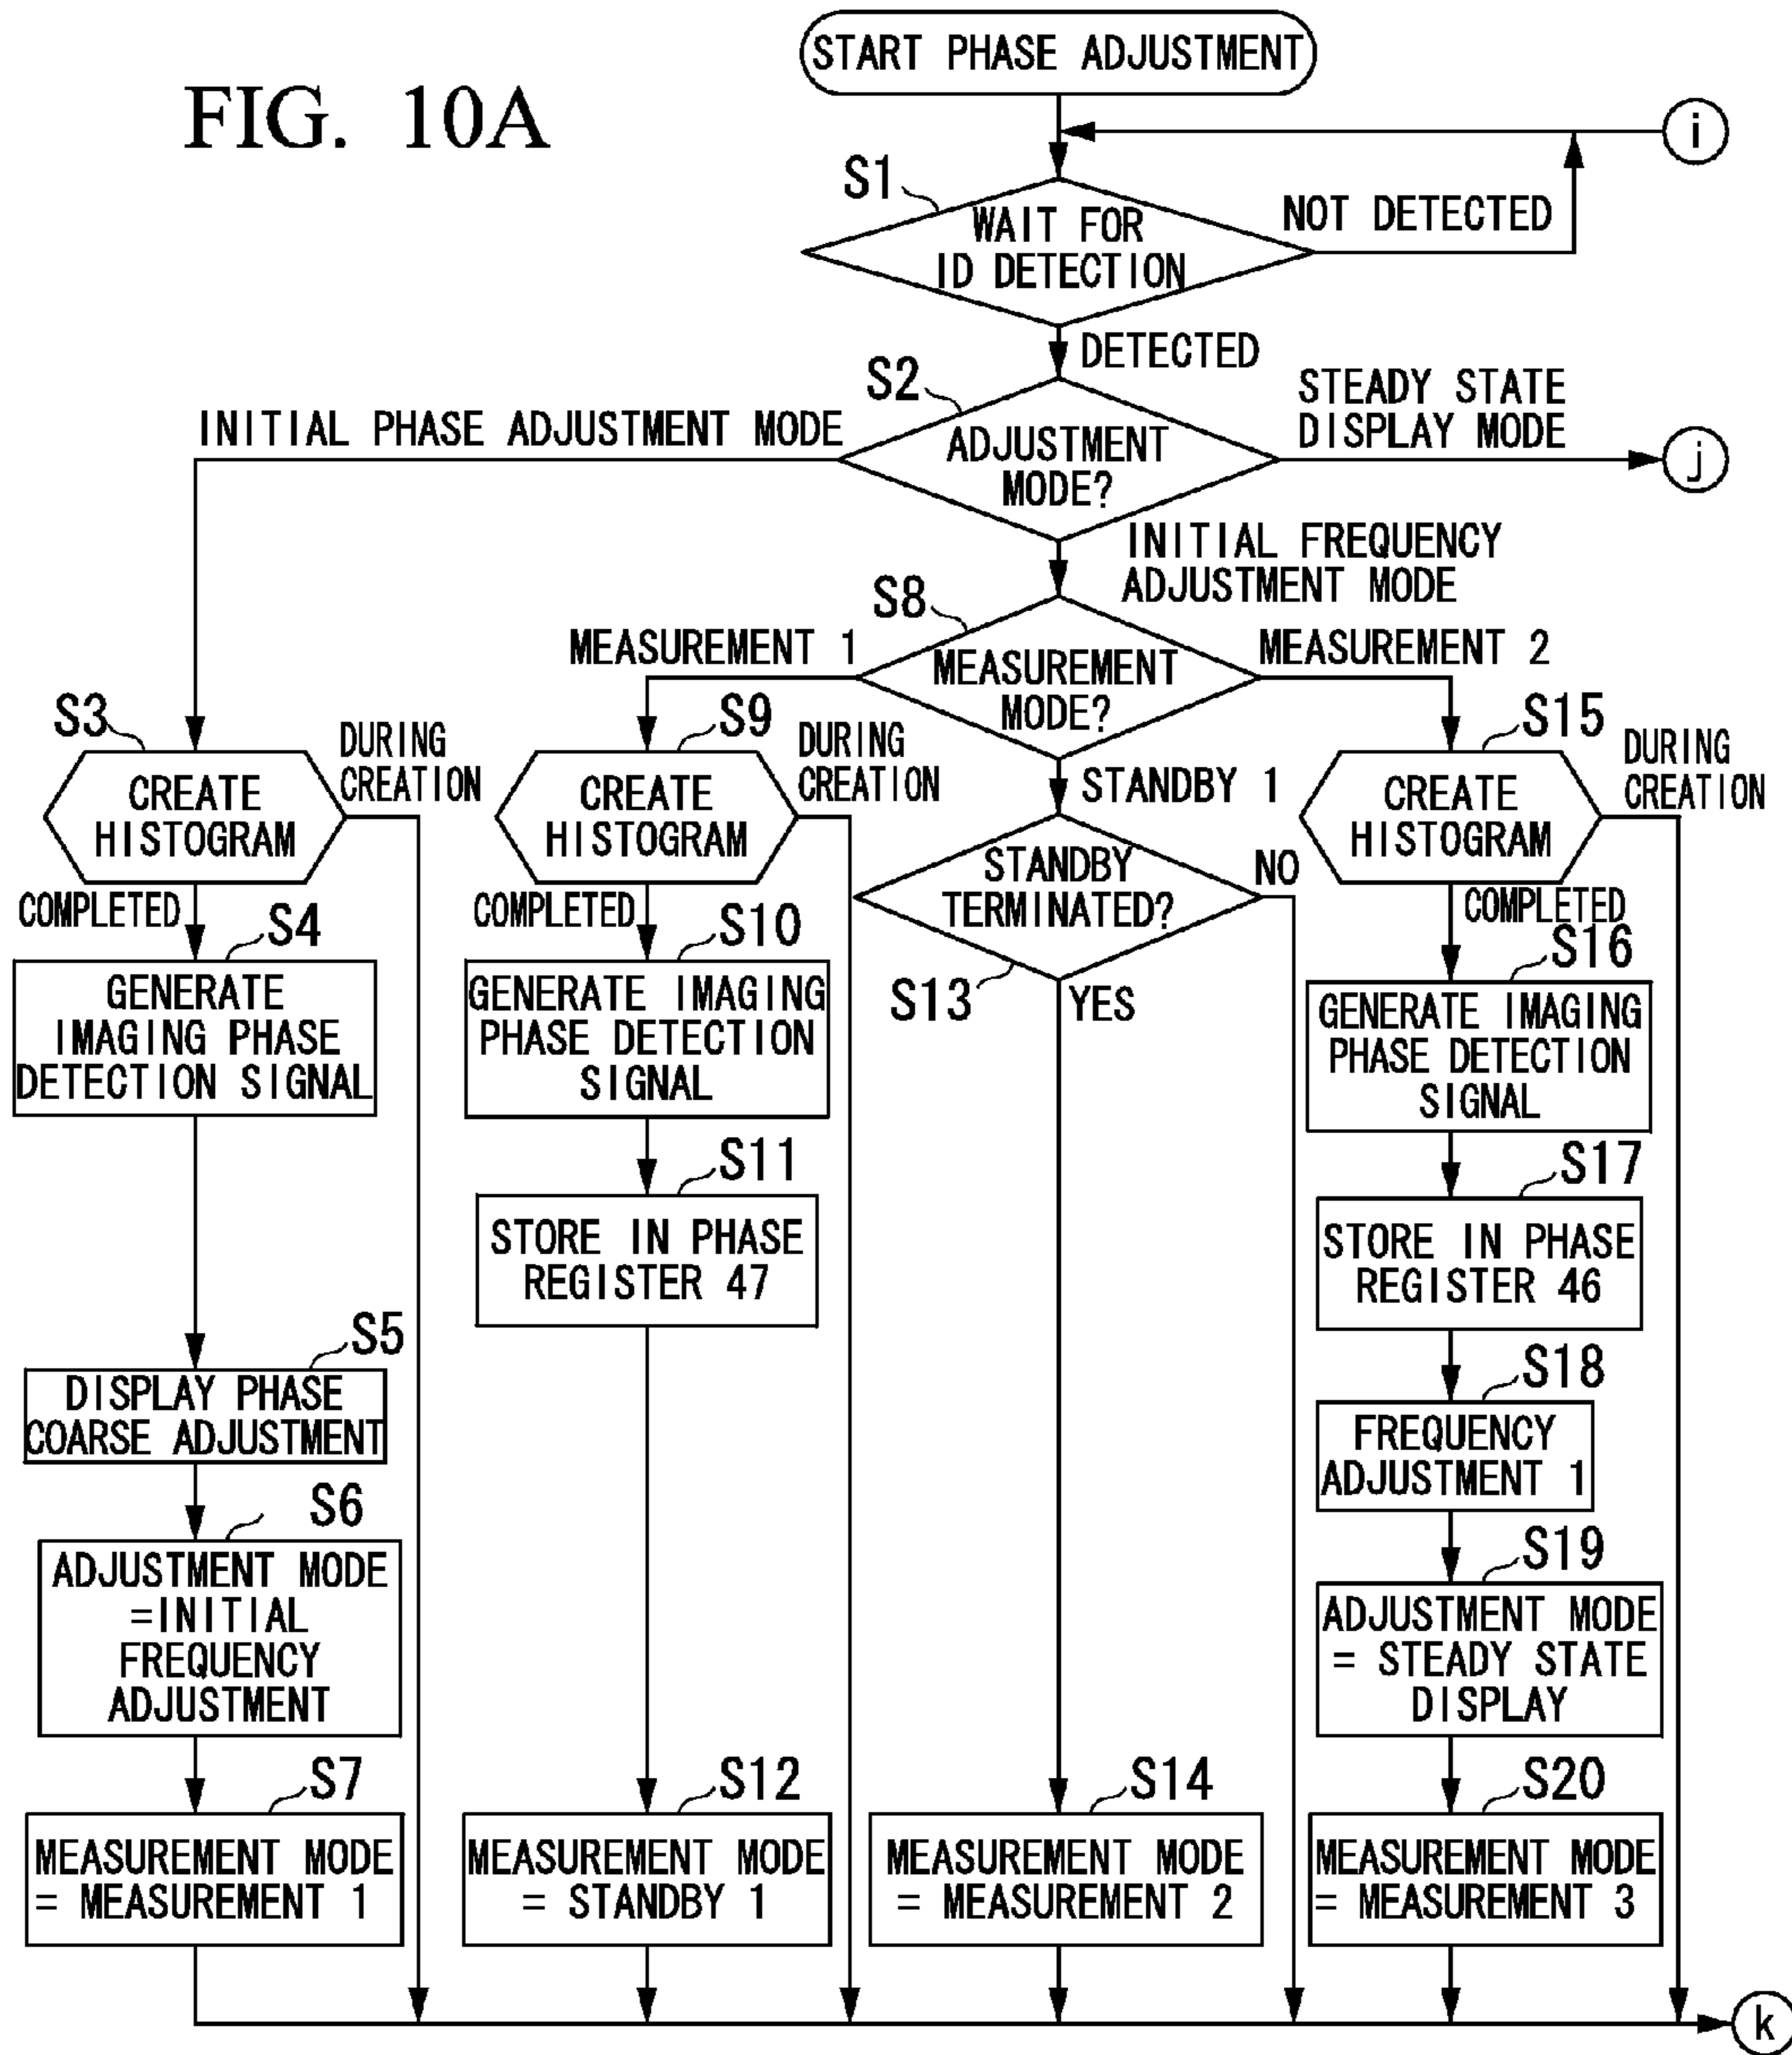 FIG. 10A
START PHASE ADJUSTMENT
i
S1
WAIT FOR
ID DETECTION
NOT DETECTED
DETECTED
S2
ADJUSTMENT
MODE?
INITIAL PHASE ADJUSTMENT MODE
STEADY STATE
DISPLAY MODE
j
INITIAL FREQUENCY
ADJUSTMENT MODE
S8
MEASUREMENT
MODE?
MEASUREMENT 1
MEASUREMENT 2
STANDBY 1
S3
CREATE
HISTOGRAM
DURING
CREATION
COMPLETED
S4
GENERATE
IMAGING PHASE
DETECTION SIGNAL
S5
DISPLAY PHASE
COARSE ADJUSTMENT
S6
ADJUSTMENT MODE
=INITIAL
FREQUENCY
ADJUSTMENT
S7
MEASUREMENT MODE
= MEASUREMENT 1
S9
CREATE
HISTOGRAM
DURING
CREATION
COMPLETED
S10
GENERATE IMAGING
PHASE DETECTION
SIGNAL
S11
STORE IN PHASE
REGISTER 47
S12
MEASUREMENT MODE
= STANDBY 1
STANDBY
TERMINATED?
NO
S13
YES
S14
MEASUREMENT MODE
= MEASUREMENT 2
S15
CREATE
HISTOGRAM
DURING
CREATION
COMPLETED
S16
GENERATE IMAGING
PHASE DETECTION
SIGNAL
S17
STORE IN PHASE
REGISTER 46
S18
FREQUENCY
ADJUSTMENT 1
S19
ADJUSTMENT MODE
= STEADY STATE
DISPLAY
S20
MEASUREMENT MODE
= MEASUREMENT 3
k